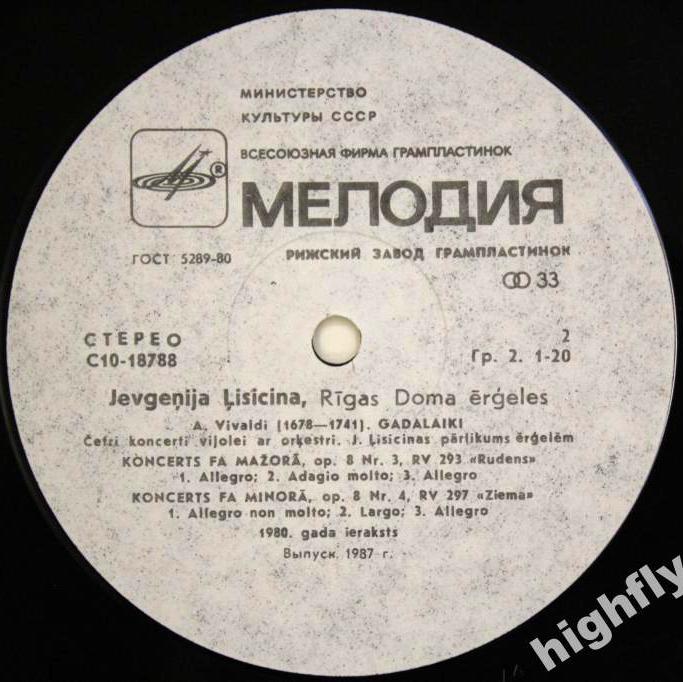 МИНИСТЕРСТВО
КУЛЬТУРЫ СССР
ВСЕСОЮЗНАЯ ФИРМА ГРАМПЛАСТИНОК
®
МЕЛОДИЯ
ГОСТ 5289-80
РИЖСКИЙ ЗАВОД ГРАМПЛАСТИНОК
33
СТЕРЕО
2
С10-18788
Гр. 2. 1-20
Jevgeņija Ļisicina, Rīgas Doma ērģeles
A. Vivaldi (1678—1741). GADALAIKI
Četri koncerti vijolei ar orķestri. J. Ļisicinas pārlikums ērģelēm
KONCERTS FA MAŽORĀ, op. 8 Nr. 3, RV 293 «Rudens»
1. Allegro; 2. Adagio molto; 3. Allegro
KONCERTS FA MINORĀ, op. 8 Nr. 4, RV 297 «Ziema»
1. Allegro non molto; 2. Largo; 3. Allegro
1980. gada ieraksts
Выпуск 1987 г.
highfly